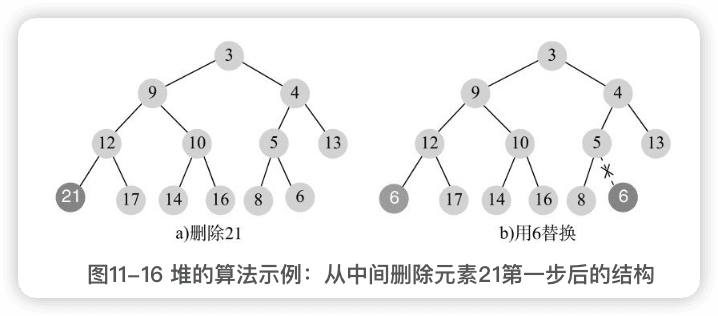 3 3
9 4 9 4
12 10 5 13 12 10 5 13
21 17 14 16 8 6 6 17 14 16 8 6
a)删除21 b)用6替换
图11-16 堆的算法示例：从中间删除元素21第一步后的结构